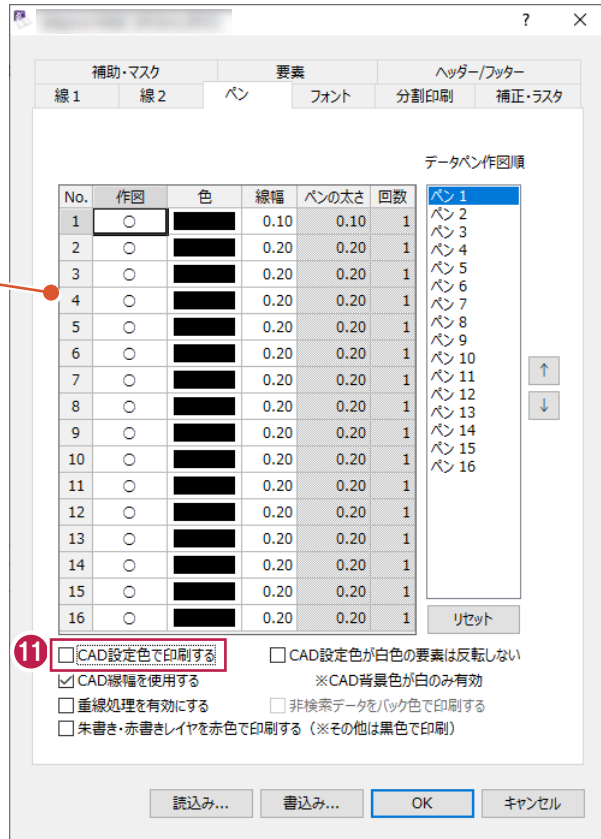 ? ×
補助・マスク 要素 ヘッダー/フッター
線1 線2 ペン フォント 分割印刷 補正・ラスタ
データペン作図順
No. 作図 色 線幅 ペンの太さ 回数
1 ○ 0.10 0.10 1
2 ○ 0.20 0.20 1
3 ○ 0.20 0.20 1
4 ○ 0.20 0.20 1
5 ○ 0.20 0.20 1
6 ○ 0.20 0.20 1
7 ○ 0.20 0.20 1
8 ○ 0.20 0.20 1
9 ○ 0.20 0.20 1
10 ○ 0.20 0.20 1
11 ○ 0.20 0.20 1
12 ○ 0.20 0.20 1
13 ○ 0.20 0.20 1
14 ○ 0.20 0.20 1
15 ○ 0.20 0.20 1
16 ○ 0.20 0.20 1
ペン 1
ペン 2
ペン 3
ペン 4
ペン 5
ペン 6
ペン 7
ペン 8
ペン 9
ペン 10
ペン 11
ペン 12
ペン 13
ペン 14
ペン 15
ペン 16
↑
↓
リセット
11 CAD設定色で印刷する CAD設定色が白色の要素は反転しない
CAD線幅を使用する ※CAD背景色が白のみ有効
重線処理を有効にする 非検索データをバック色で印刷する
朱書き・赤書きレイヤを赤色で印刷する（※その他は黒色で印刷）
読込み... 書込み... OK キャンセル